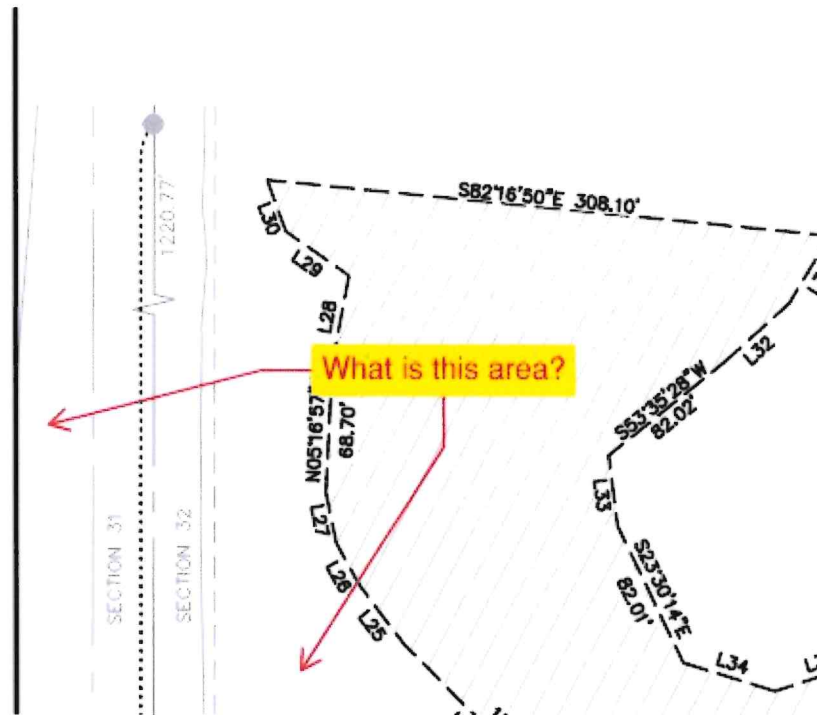 S82°16'50"E 308.10'
1220.77'
L30
L29
L28
What is this area?
N05°16'57"
68.70'
L32
S53°35'28"W
82.02'
L33
L27
SECTION 31
SECTION 32
L26
L25
S23°30'14"E
82.01'
L34